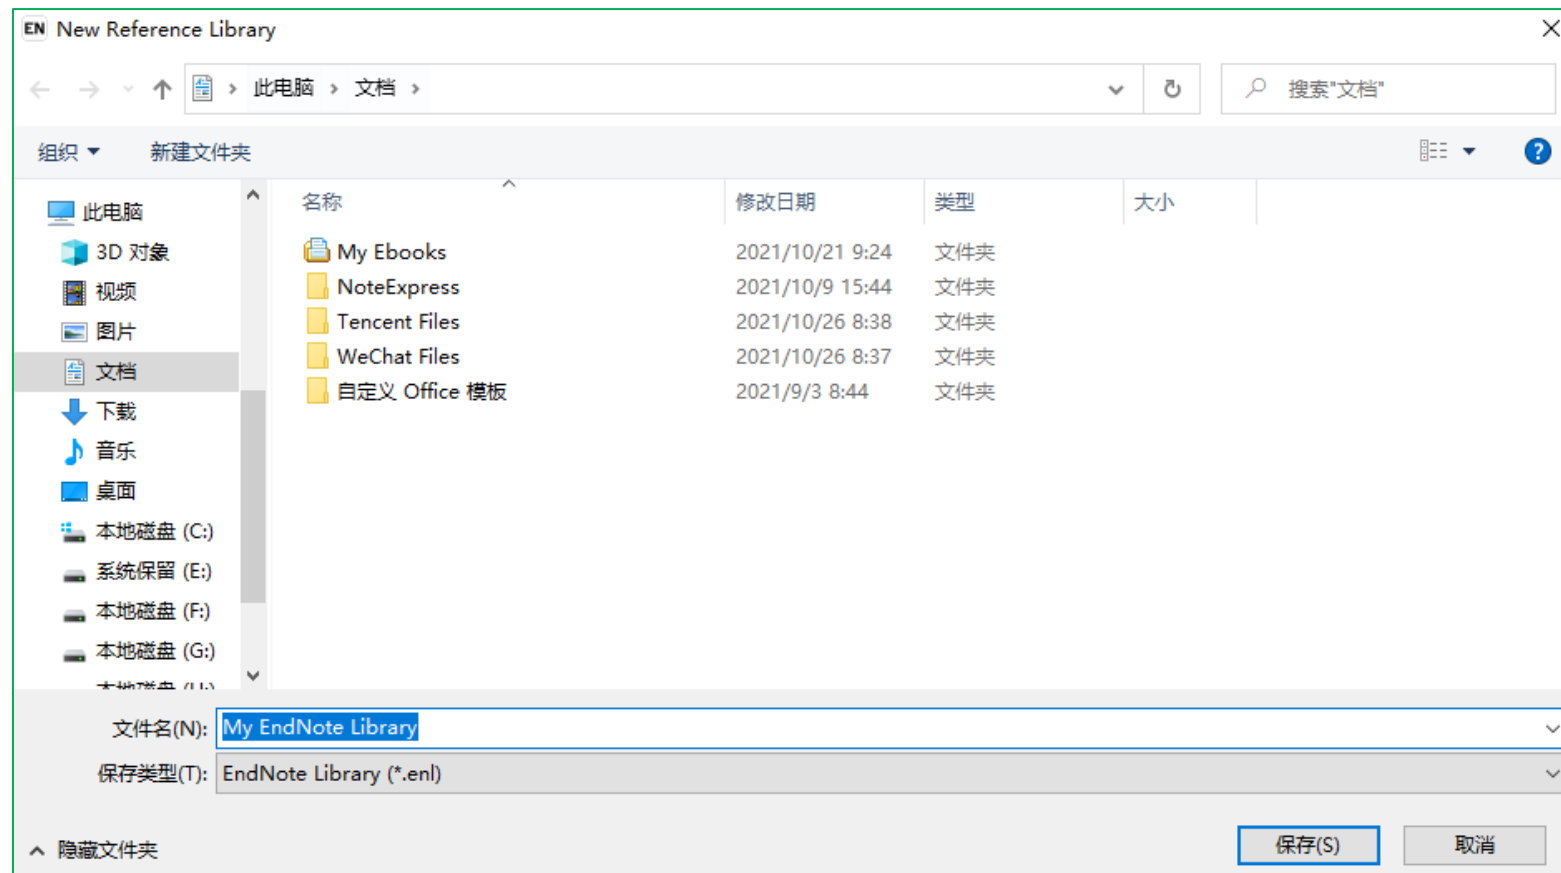 EN New Reference Library
此电脑 文档
搜索"文档"
组织 新建文件夹
?
名称 修改日期 类型 大小
此电脑
3D 对象
视频
图片
文档
下载
音乐
桌面
本地磁盘 (C:)
系统保留 (E:)
本地磁盘 (F:)
本地磁盘 (G:)
My Ebooks 2021/10/21 9:24 文件夹
NoteExpress 2021/10/9 15:44 文件夹
Tencent Files 2021/10/26 8:38 文件夹
WeChat Files 2021/10/26 8:37 文件夹
自定义 Office 模板 2021/9/3 8:44 文件夹
文件名(N): My EndNote Library
保存类型(T): EndNote Library (*.enl)
隐藏文件夹
保存(S) 取消